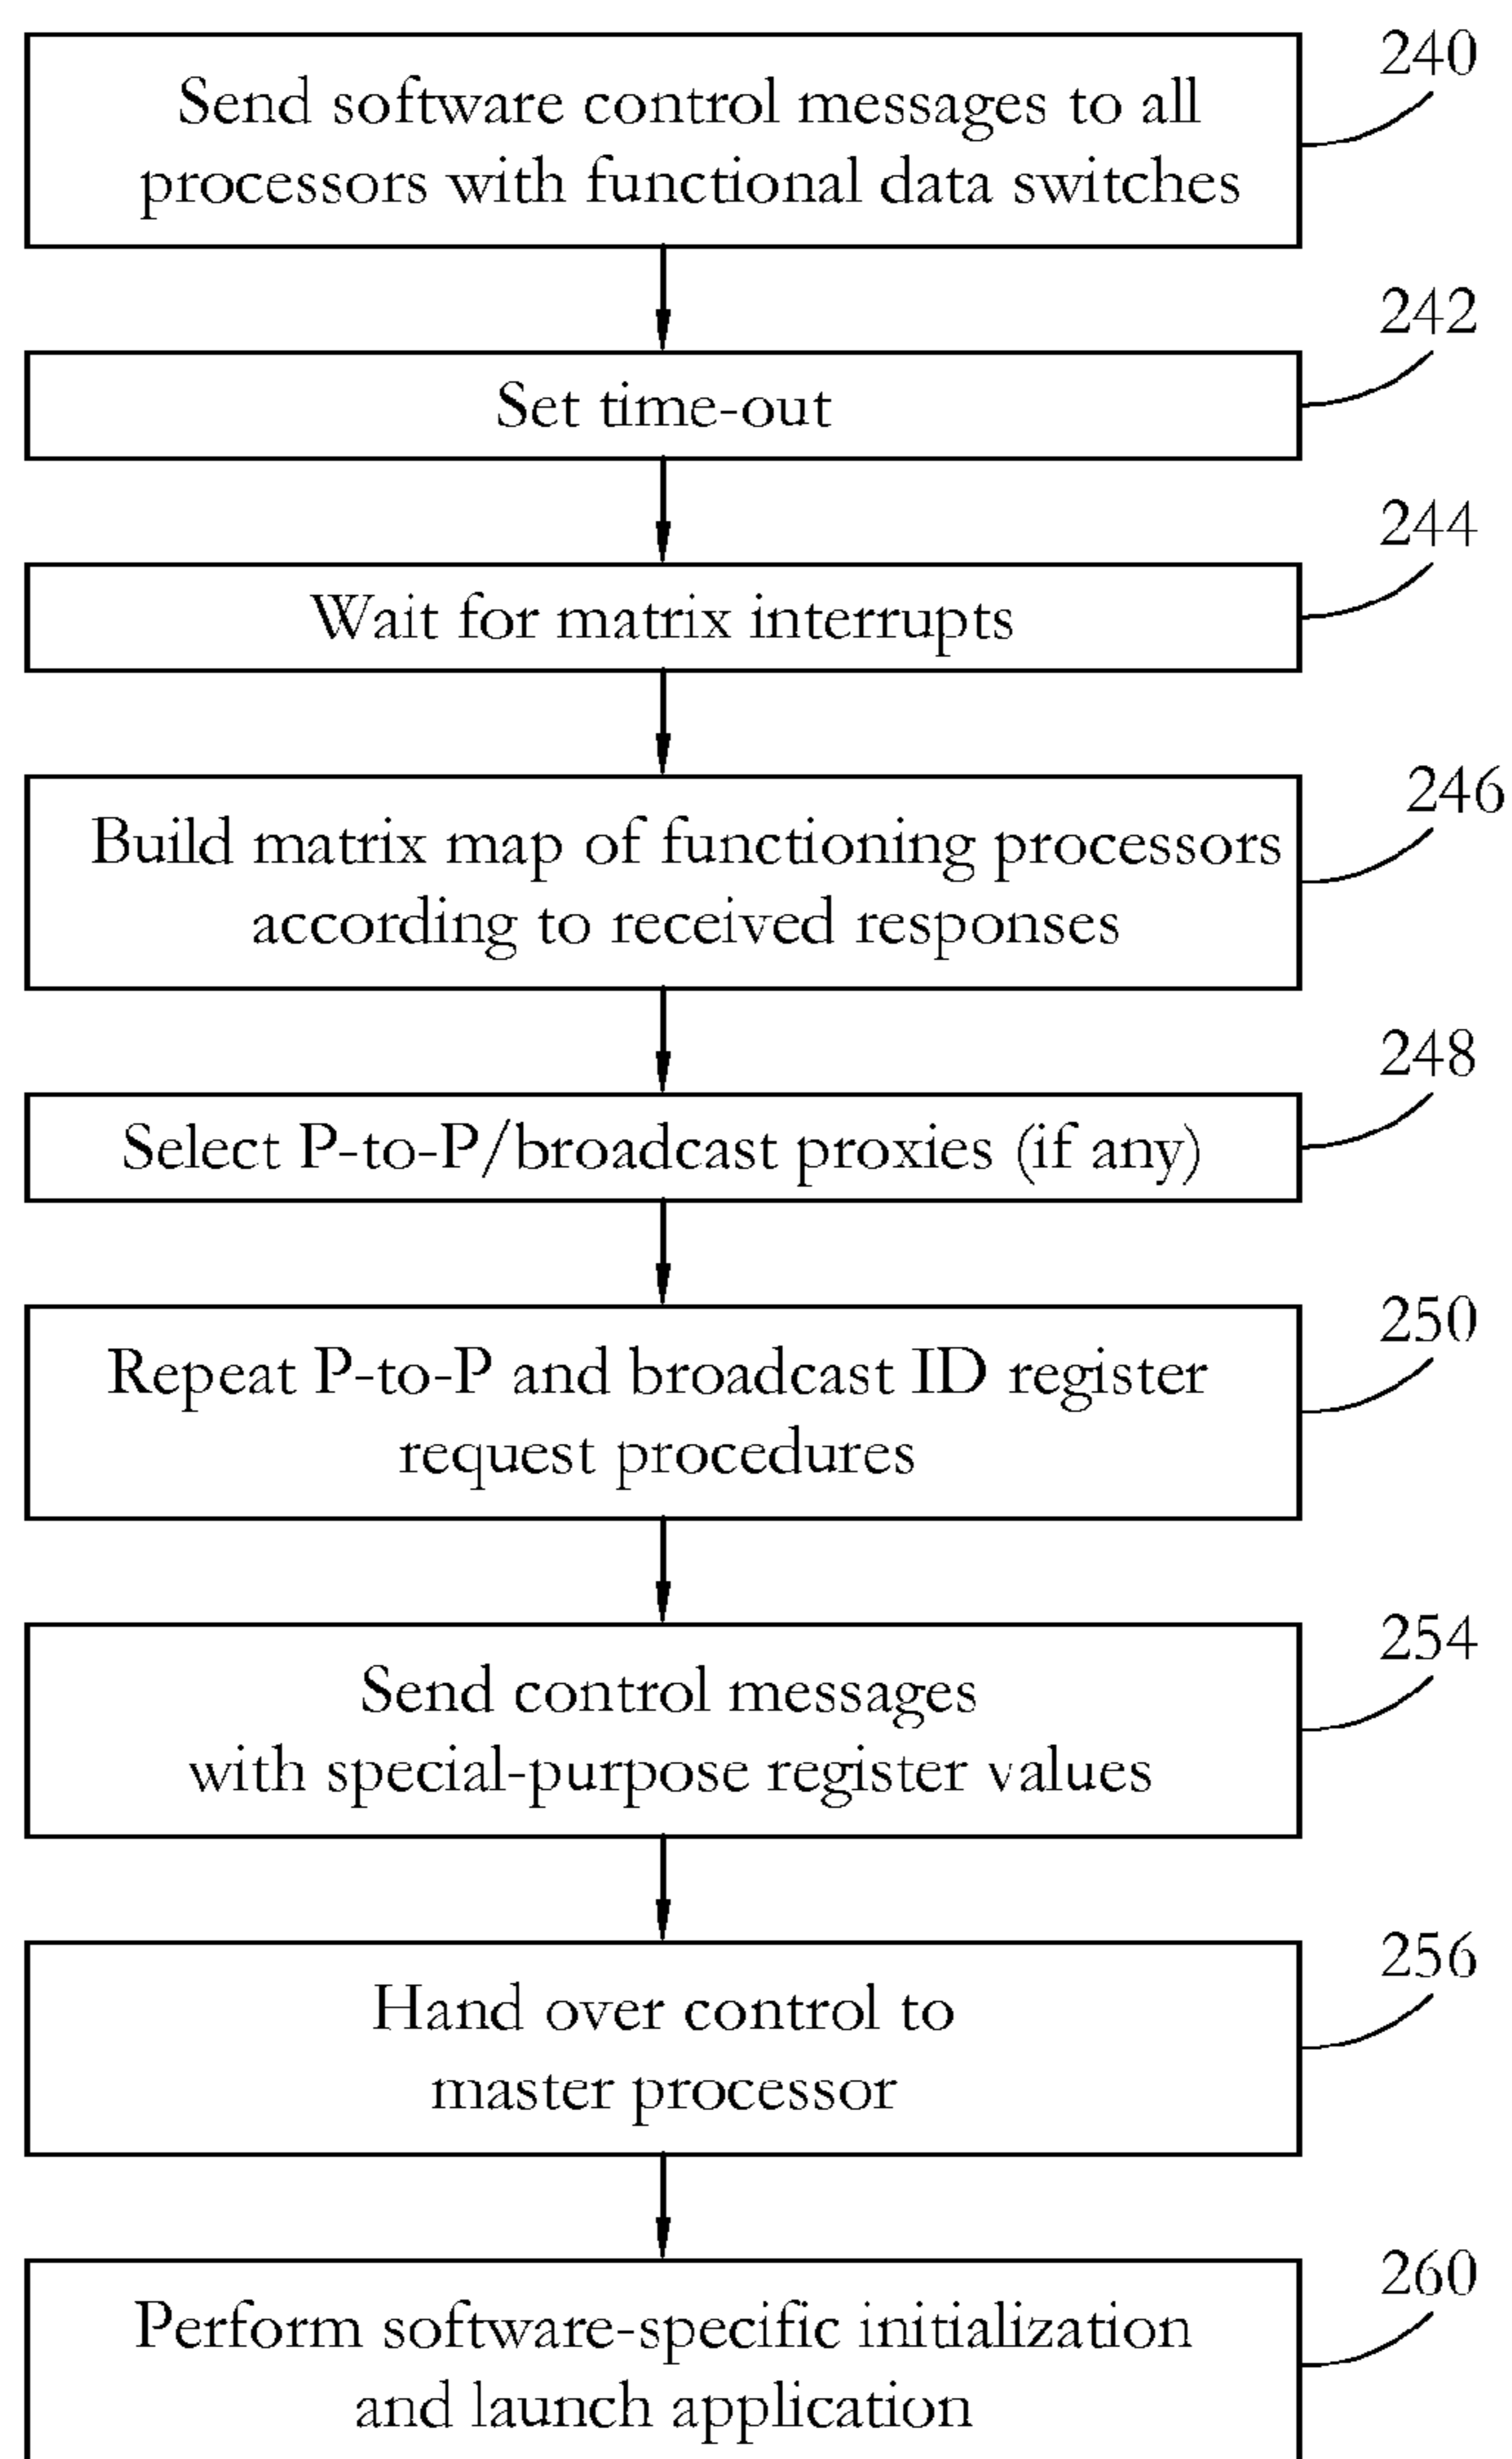 240
Send software control messages to all
processors with functional data switches
242
Set time-out
244
Wait for matrix interrupts
246
Build matrix map of functioning processors
according to received responses
248
Select P-to-P/broadcast proxies (if any)
250
Repeat P-to-P and broadcast ID register
request procedures
254
Send control messages
with special-purpose register values
256
Hand over control to
master processor
260
Perform software-specific initialization
and launch application